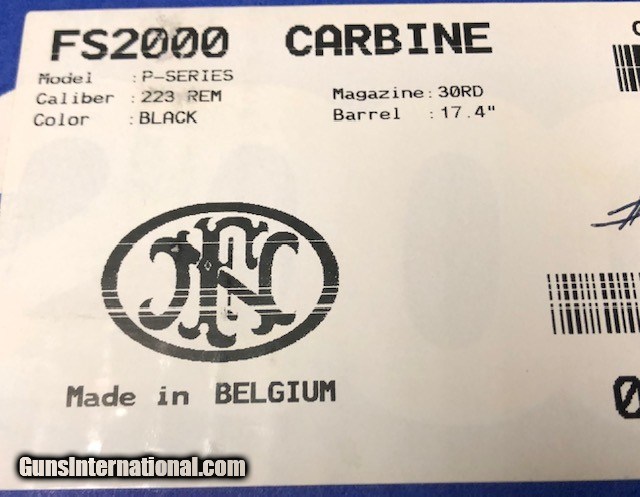 FS2000 CARBINE
Model :P-SERIES
Caliber :223 REM
Color :BLACK
Magazine:30RD
Barrel :17.4"
FN
Made in BELGIUM
GunsInternational.com